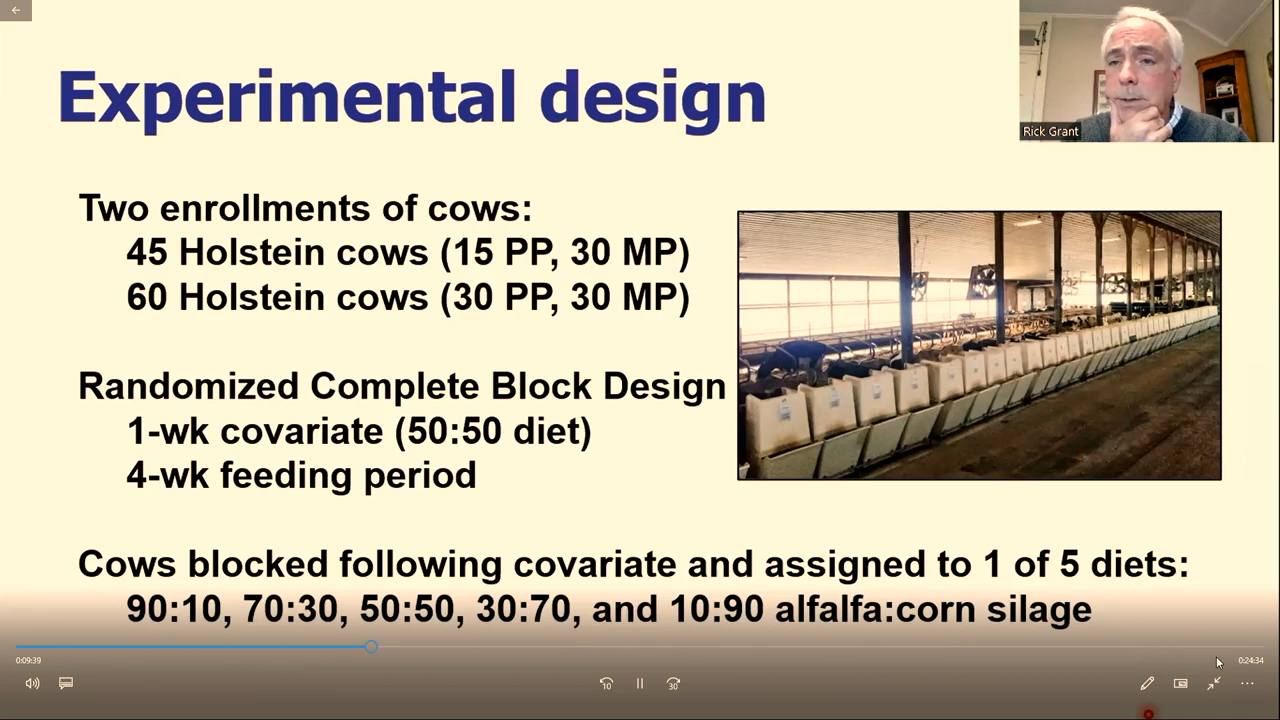 Experimental design
Rick Grant
Two enrollments of cows:
45 Holstein cows (15 PP, 30 MP)
60 Holstein cows (30 PP, 30 MP)
Randomized Complete Block Design
1-wk covariate (50:50 diet)
4-wk feeding period
Cows blocked following covariate and assigned to 1 of 5 diets:
90:10, 70:30, 50:50, 30:70, and 10:90 alfalfa:corn silage
0:09:39
0:24:34
10
30